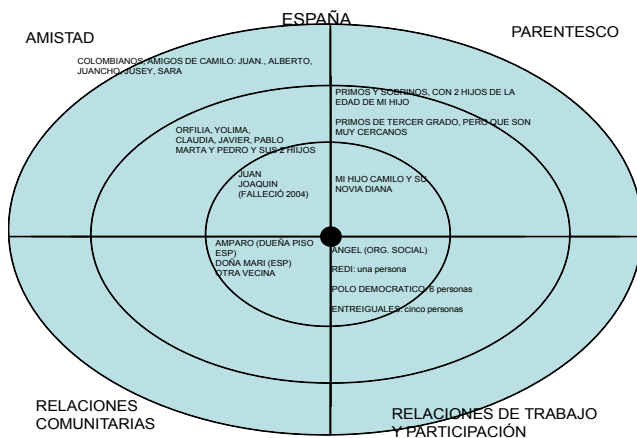 ESPAÑA
AMISTAD
PARENTESCO
COLOMBIANOS, AMIGOS DE CAMILO: JUAN., ALBERTO,
JUANCHO, JUSEY, SARA
PRIMOS Y SOBRINOS, CON 2 HIJOS DE LA
EDAD DE MI HIJO
PRIMOS DE TERCER GRADO, PERO QUE SON
MUY CERCANOS
ORFILIA, YOLIMA,
CLAUDIA, JAVIER, PABLO
MARTA Y PEDRO Y SUS 2 HIIJOS
JUAN
JOAQUIN
(FALLECIÓ 2004)
MI HIJO CAMILO Y SU
NOVIA DIANA
AMPARO (DUEÑA PISO
ESP)
DOÑA MARI (ESP)
OTRA VECINA
ANGEL (ORG. SOCIAL)
REDI: una persona
POLO DEMOCRATICO: 6 personas
ENTREIGUALES: cinco personas
RELACIONES
COMUNITARIAS
RELACIONES DE TRABAJO
Y PARTICIPACIÓN